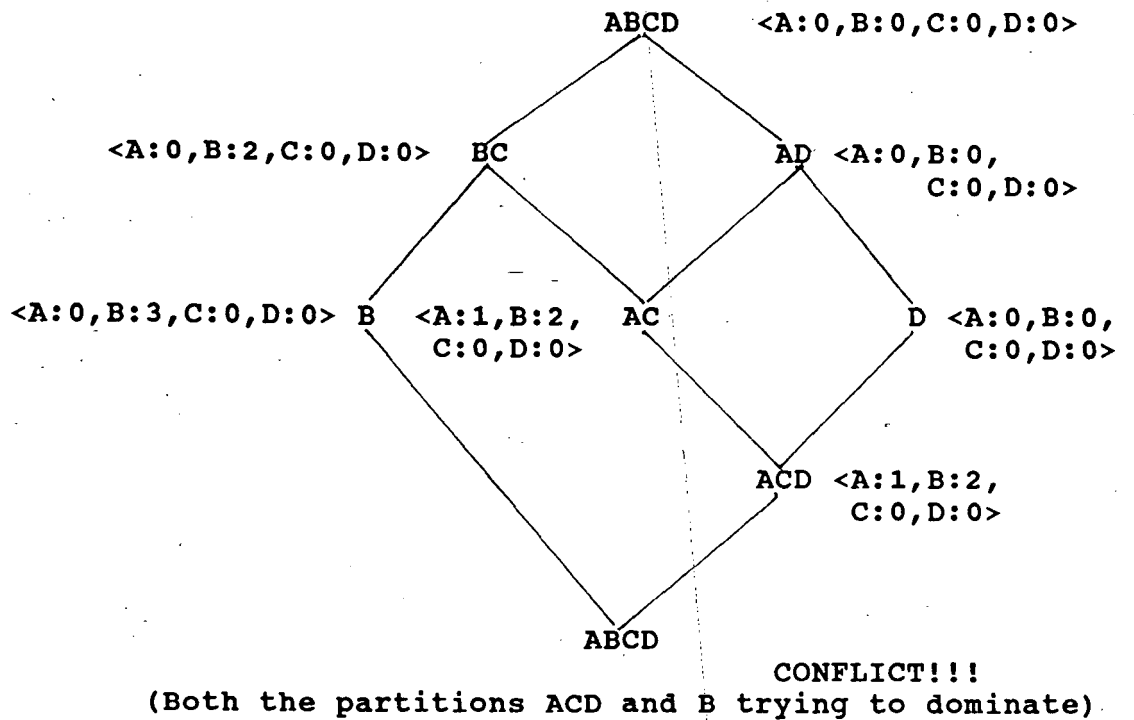 ABCD <A:0,B:0,C:0,D:0>
<A:0,B:2,C:0,D:0> BC AD <A:0,B:0,
C:0,D:0>
<A:0,B:3,C:0,D:0> B <A:1,B:2, AC D <A:0,B:0,
C:0,D:0> C:0,D:0>
ACD <A:1,B:2,
C:0,D:0>
ABCD
CONFLICT!!!
(Both the partitions ACD and B trying to dominate)